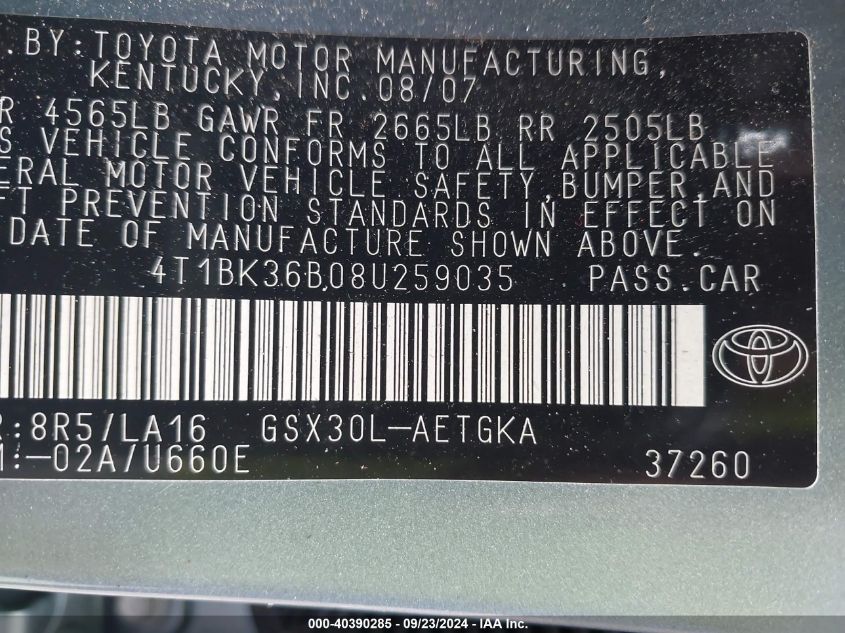 . BY: TOYOTA MOTOR MANUFACTURING,
KENTUCKY, INC. 08/07
R 4565LB GAWR FR 2665LB RR 2505LB
S VEHICLE CONFORMS TO ALL APPLICABLE
ERAL MOTOR VEHICLE SAFETY, BUMPER, AND
FT PREVENTION STANDARDS IN EFFECT ON
DATE OF MANUFACTURE SHOWN ABOVE.
4T1BK36B08U259035 PASS.CAR
R:8R5/LA16 GSX30L-AETGKA
:-02A/U660E 37260
000-40390285 - 09/23/2024 - IAA Inc.